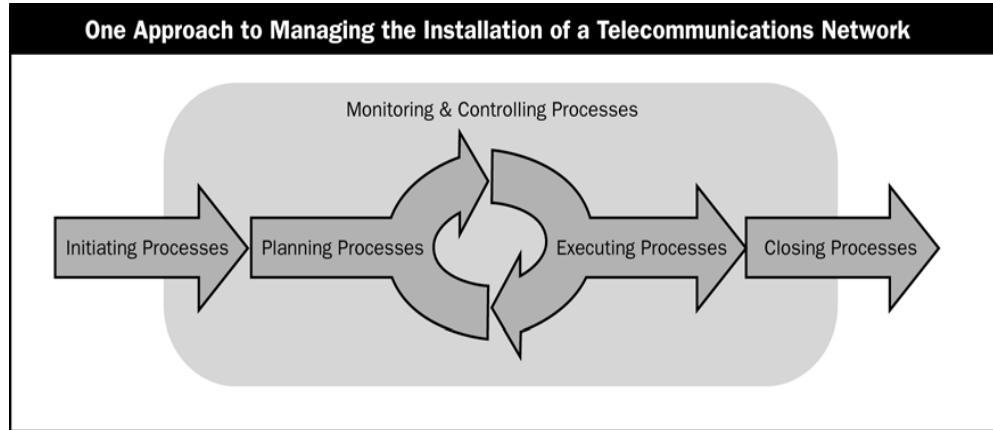 One Approach to Managing the Installation of a Telecommunications Network
Monitoring & Controlling Processes
Initiating Processes
Planning Processes
Executing Processes
Closing Processes